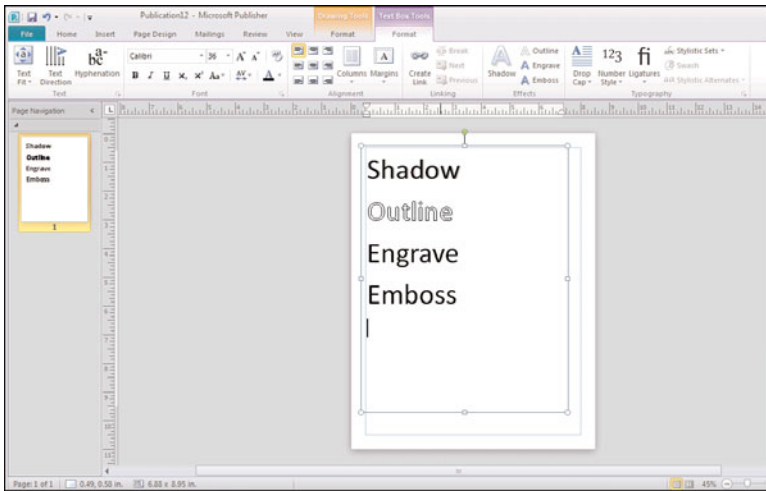 Publication12 - Microsoft Publisher
Drawing Tools Text Box Tools
File Home Insert Page Design Mailings Review View Format Format
Calibri 36
Text Fit Text Direction Hyphenation
B I U Aa AV A
Columns Margins
Create Link
Break
Next
Previous
Shadow
A Outline
A Engrave
A Emboss
Drop Cap
123 Number Style
fi Ligatures
Stylistic Sets
Swash
Stylistic Alternates
Text Font Alignment Linking Effects Typography
Page Navigation
Shadow
Outline
Engrave
Emboss
1
Shadow
Outline
Engrave
Emboss
Page: 1 of 1 0.49, 0.58 in. 6.88 x 8.95 in. 45%